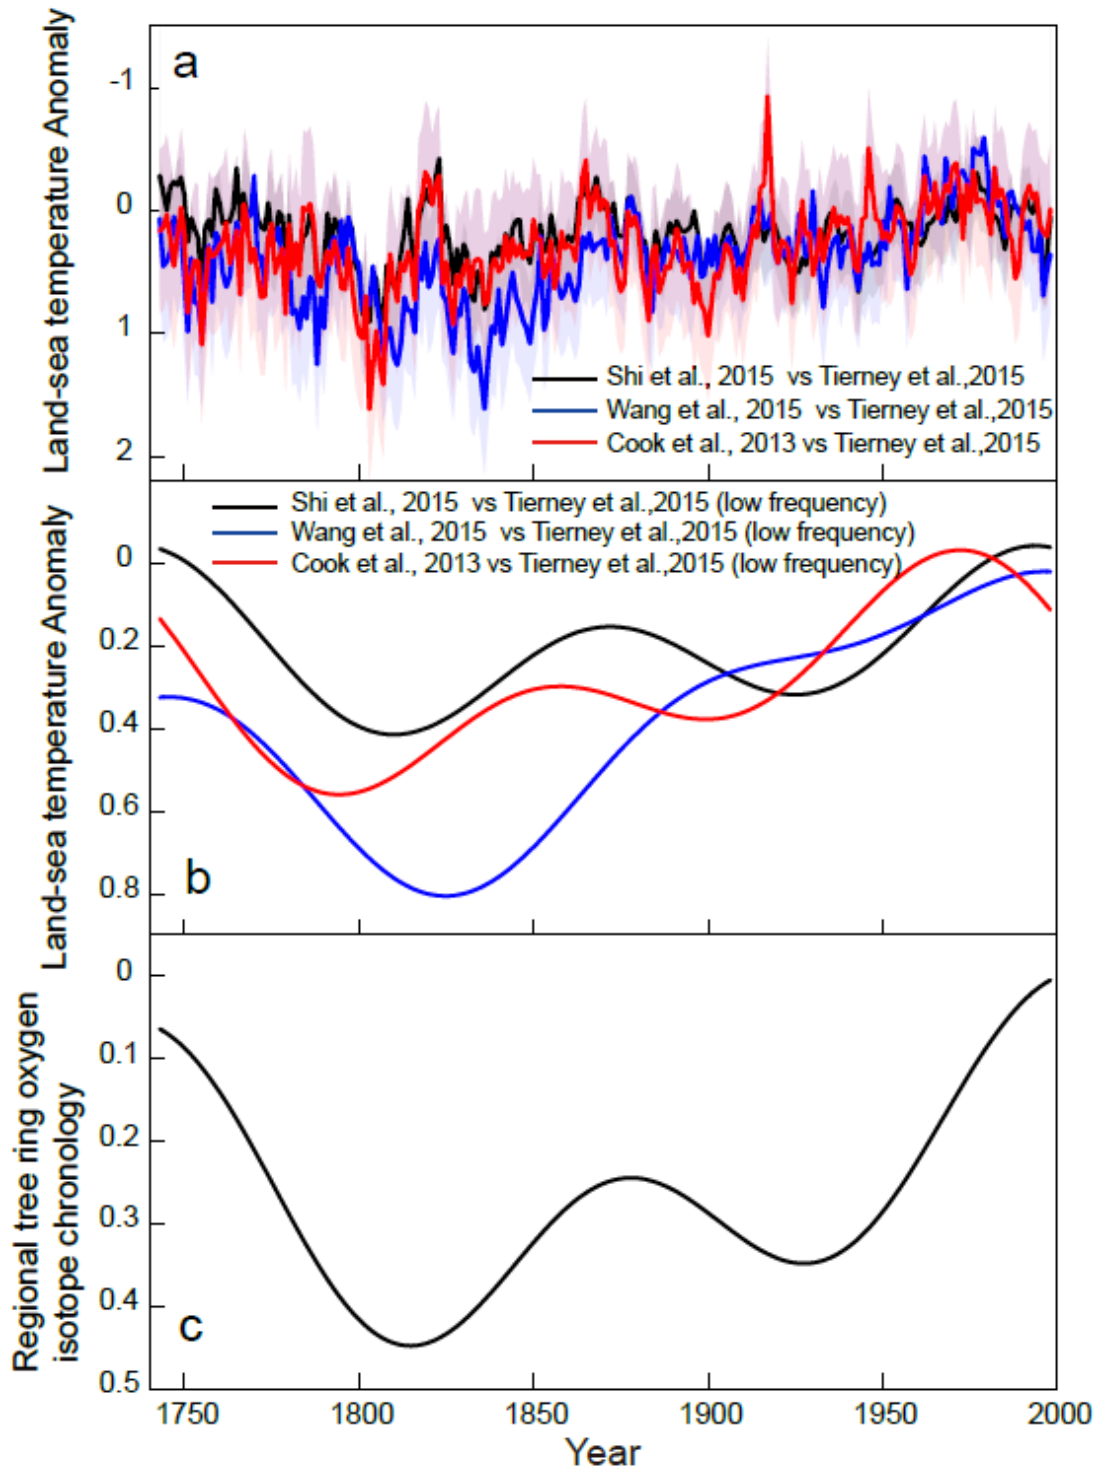 Land-sea temperature Anomaly
a
-1
0
1
2
Shi et al., 2015 vs Tierney et al.,2015
Wang et al., 2015 vs Tierney et al.,2015
Cook et al., 2013 vs Tierney et al.,2015
Land-sea temperature Anomaly
Shi et al., 2015 vs Tierney et al.,2015 (low frequency)
Wang et al., 2015 vs Tierney et al.,2015 (low frequency)
Cook et al., 2013 vs Tierney et al.,2015 (low frequency)
0
0.2
0.4
0.6
0.8
b
Regional tree ring oxygen
isotope chronology
0
0.1
0.2
0.3
0.4
0.5
c
1750 1800 1850 1900 1950 2000
Year